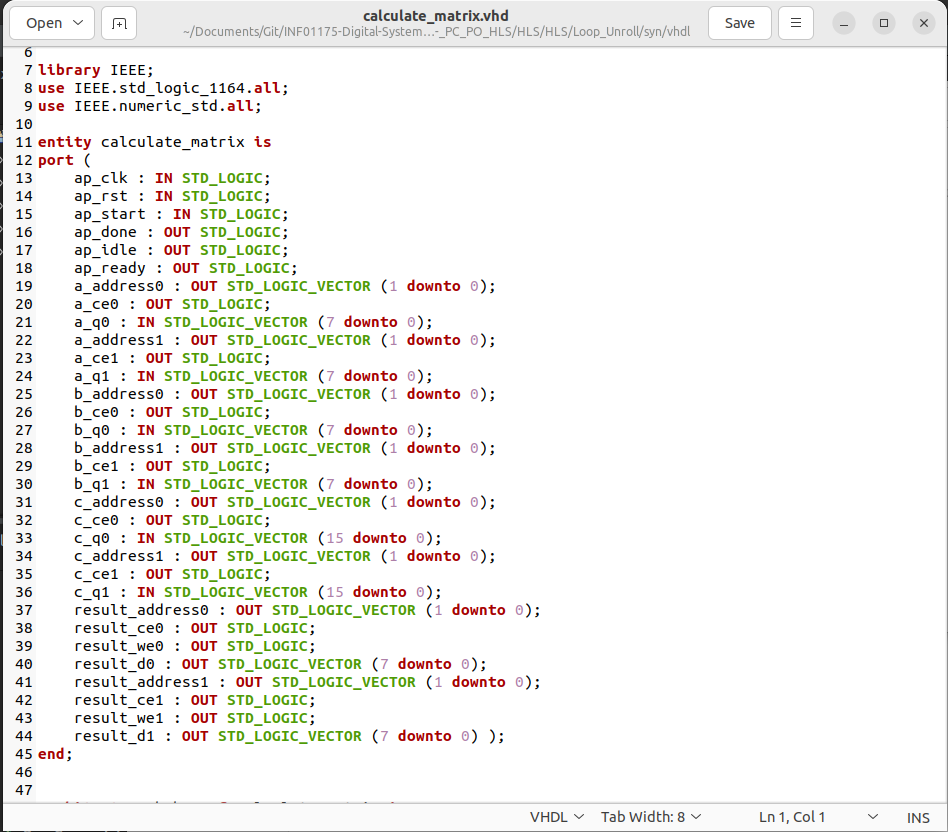 Open
calculate_matrix.vhd
~/Documents/Git/INF01175-Digital-System...-_PC_PO_HLS/HLS/HLS/Loop_Unroll/syn/vhdl
Save
6
7 library IEEE;
8 use IEEE.std_logic_1164.all;
9 use IEEE.numeric_std.all;
10
11 entity calculate_matrix is
12 port (
13 ap_clk : IN STD_LOGIC;
14 ap_rst : IN STD_LOGIC;
15 ap_start : IN STD_LOGIC;
16 ap_done : OUT STD_LOGIC;
17 ap_idle : OUT STD_LOGIC;
18 ap_ready : OUT STD_LOGIC;
19 a_address0 : OUT STD_LOGIC_VECTOR (1 downto 0);
20 a_ce0 : OUT STD_LOGIC;
21 a_q0 : IN STD_LOGIC_VECTOR (7 downto 0);
22 a_address1 : OUT STD_LOGIC_VECTOR (1 downto 0);
23 a_ce1 : OUT STD_LOGIC;
24 a_q1 : IN STD_LOGIC_VECTOR (7 downto 0);
25 b_address0 : OUT STD_LOGIC_VECTOR (1 downto 0);
26 b_ce0 : OUT STD_LOGIC;
27 b_q0 : IN STD_LOGIC_VECTOR (7 downto 0);
28 b_address1 : OUT STD_LOGIC_VECTOR (1 downto 0);
29 b_ce1 : OUT STD_LOGIC;
30 b_q1 : IN STD_LOGIC_VECTOR (7 downto 0);
31 c_address0 : OUT STD_LOGIC_VECTOR (1 downto 0);
32 c_ce0 : OUT STD_LOGIC;
33 c_q0 : IN STD_LOGIC_VECTOR (15 downto 0);
34 c_address1 : OUT STD_LOGIC_VECTOR (1 downto 0);
35 c_ce1 : OUT STD_LOGIC;
36 c_q1 : IN STD_LOGIC_VECTOR (15 downto 0);
37 result_address0 : OUT STD_LOGIC_VECTOR (1 downto 0);
38 result_ce0 : OUT STD_LOGIC;
39 result_we0 : OUT STD_LOGIC;
40 result_d0 : OUT STD_LOGIC_VECTOR (7 downto 0);
41 result_address1 : OUT STD_LOGIC_VECTOR (1 downto 0);
42 result_ce1 : OUT STD_LOGIC;
43 result_we1 : OUT STD_LOGIC;
44 result_d1 : OUT STD_LOGIC_VECTOR (7 downto 0) );
45 end;
46
47
VHDL Tab Width: 8 Ln 1, Col 1 INS